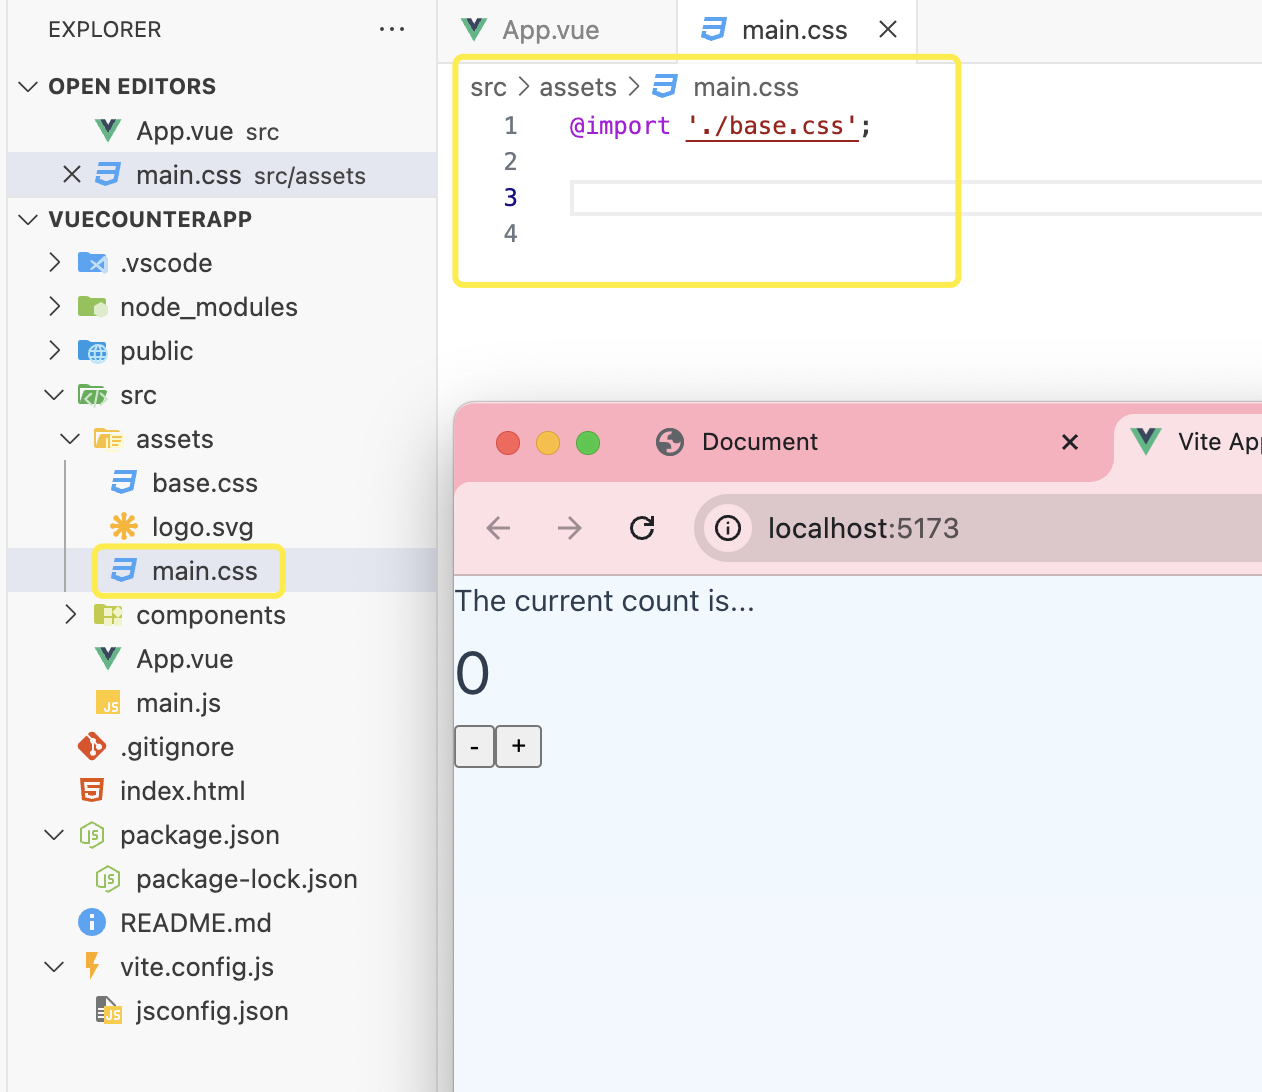 EXPLORER
OPEN EDITORS
App.vue src
main.css src/assets
VUECOUNTERAPP
.vscode
node_modules
public
src
assets
base.css
logo.svg
main.css
components
App.vue
main.js
.gitignore
index.html
package.json
package-lock.json
README.md
vite.config.js
jsconfig.json
App.vue
main.css
src > assets > main.css
1 @import './base.css';
2
3
4
Document
Vite App
localhost:5173
The current count is...
0
- +